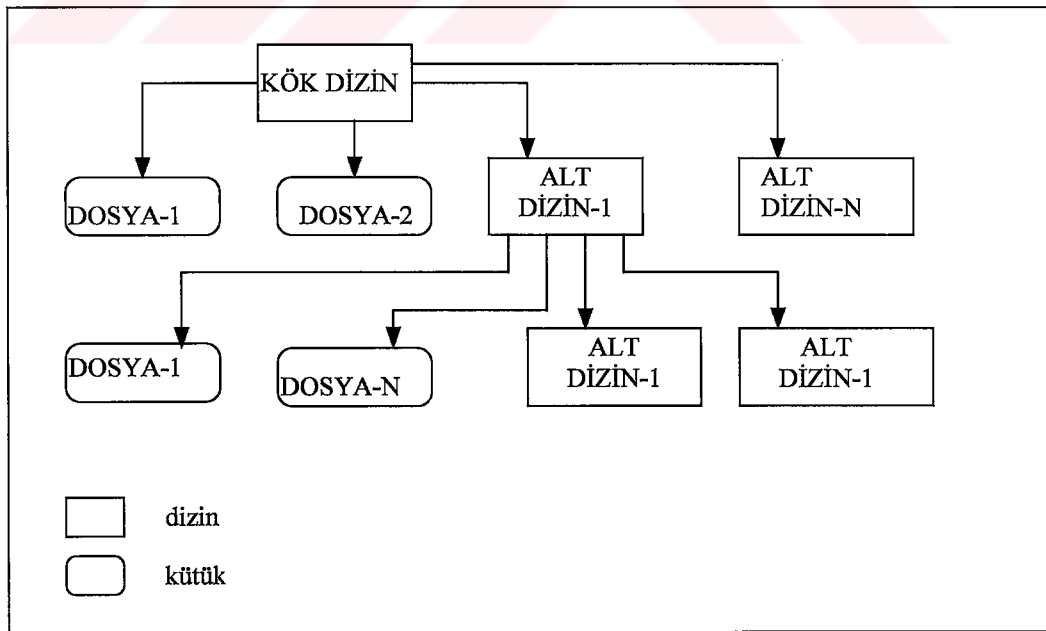 KÖK DİZİN
DOSYA-1
DOSYA-2
ALT
DİZİN-1
ALT
DİZİN-N
DOSYA-1
DOSYA-N
ALT
DİZİN-1
ALT
DİZİN-1
dizin
kütük